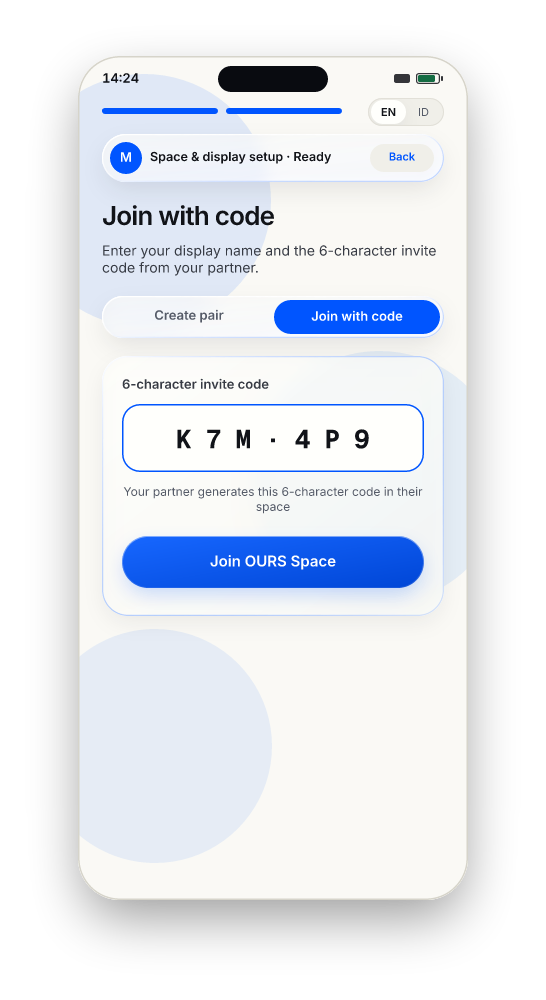 14:24
EN ID
M Space & display setup · Ready Back
Join with code
Enter your display name and the 6-character invite
code from your partner.
Create pair Join with code
6-character invite code
K 7 M · 4 P 9
Your partner generates this 6-character code in their
space
Join OURS Space